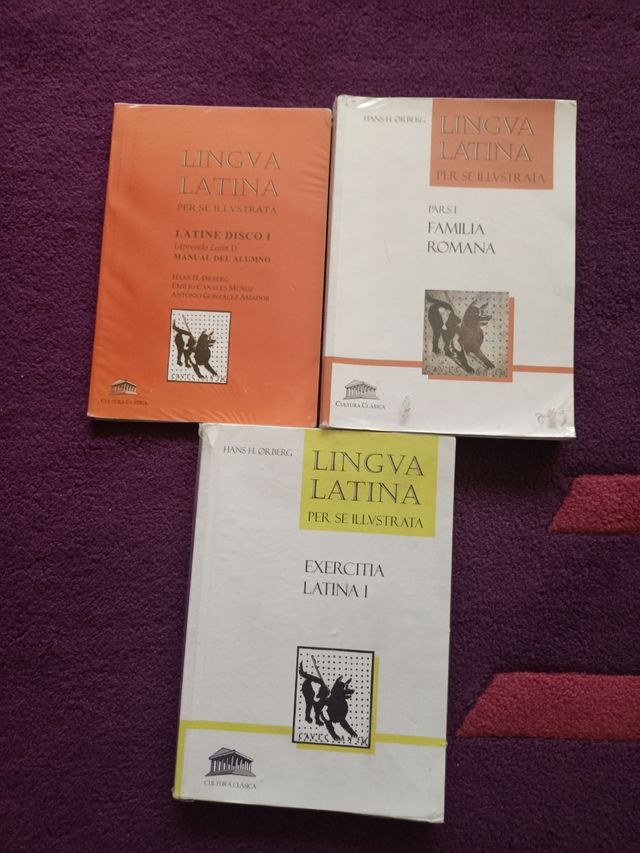 LINGVA
LATINA
PER SE ILLVSTRATA
LATINE DISCO I
(Aprendo Latín I)
MANUAL DEL ALUMNO
HANS H. ØRBERG
EMILIO CANALES MUÑOZ
ANTONIO GONZÁLEZ AMADOR
CAVE CANEM
CULTURA CLÁSICA
HANS H. ØRBERG
LINGVA
LATINA
PER SE ILLVSTRATA
PARS I
FAMILIA
ROMANA
CAVE CANEM
CULTURA CLÁSICA
HANS H. ØRBERG
LINGVA
LATINA
PER SE ILLVSTRATA
EXERCITIA
LATINA I
CAVE CANEM
CULTURA CLÁSICA